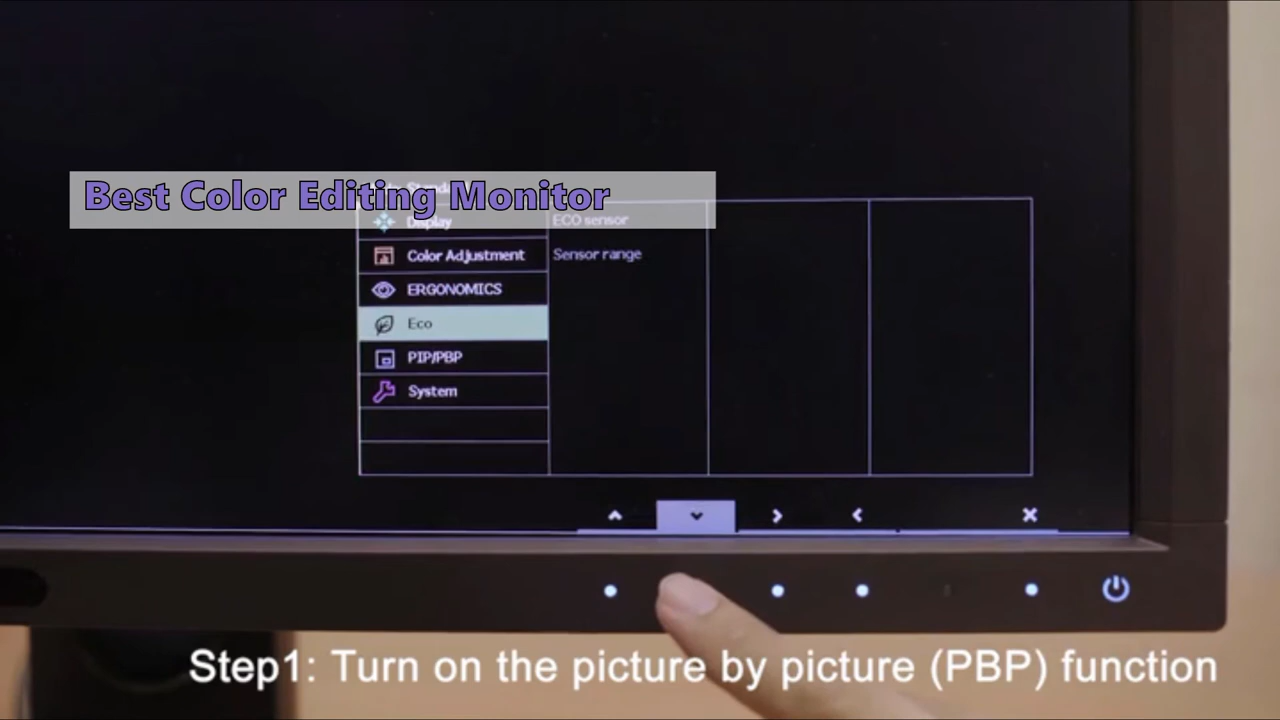 Best Color Editing Monitor
Display
ECO sensor
Color Adjustment
Sensor range
ERGONOMICS
Eco
PIP/PBP
System
Step1: Turn on the picture by picture (PBP) function